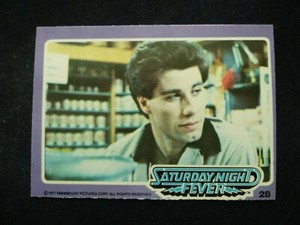 SATURDAY NIGHT
FEVER
© 1977 PARAMOUNT PICTURES CORP. ALL RIGHTS RESERVED
28